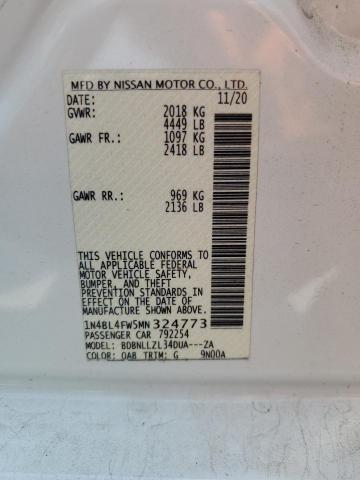 MFD BY NISSAN MOTOR CO., LTD.
DATE: 11/20
GVWR: 2018 KG
4449 LB
GAWR FR.: 1097 KG
2418 LB
GAWR RR.: 969 KG
2136 LB
THIS VEHICLE CONFORMS TO
ALL APPLICABLE FEDERAL
MOTOR VEHICLE SAFETY,
BUMPER, AND THEFT
PREVENTION STANDARDS IN
EFFECT ON THE DATE OF
MANUFACTURE SHOWN ABOVE.
1N4BL4FW5MN324773
PASSENGER CAR 792254
MODEL: BDBNLLZL34DUA---ZA
COLOR: QAB TRIM: G 9N00A